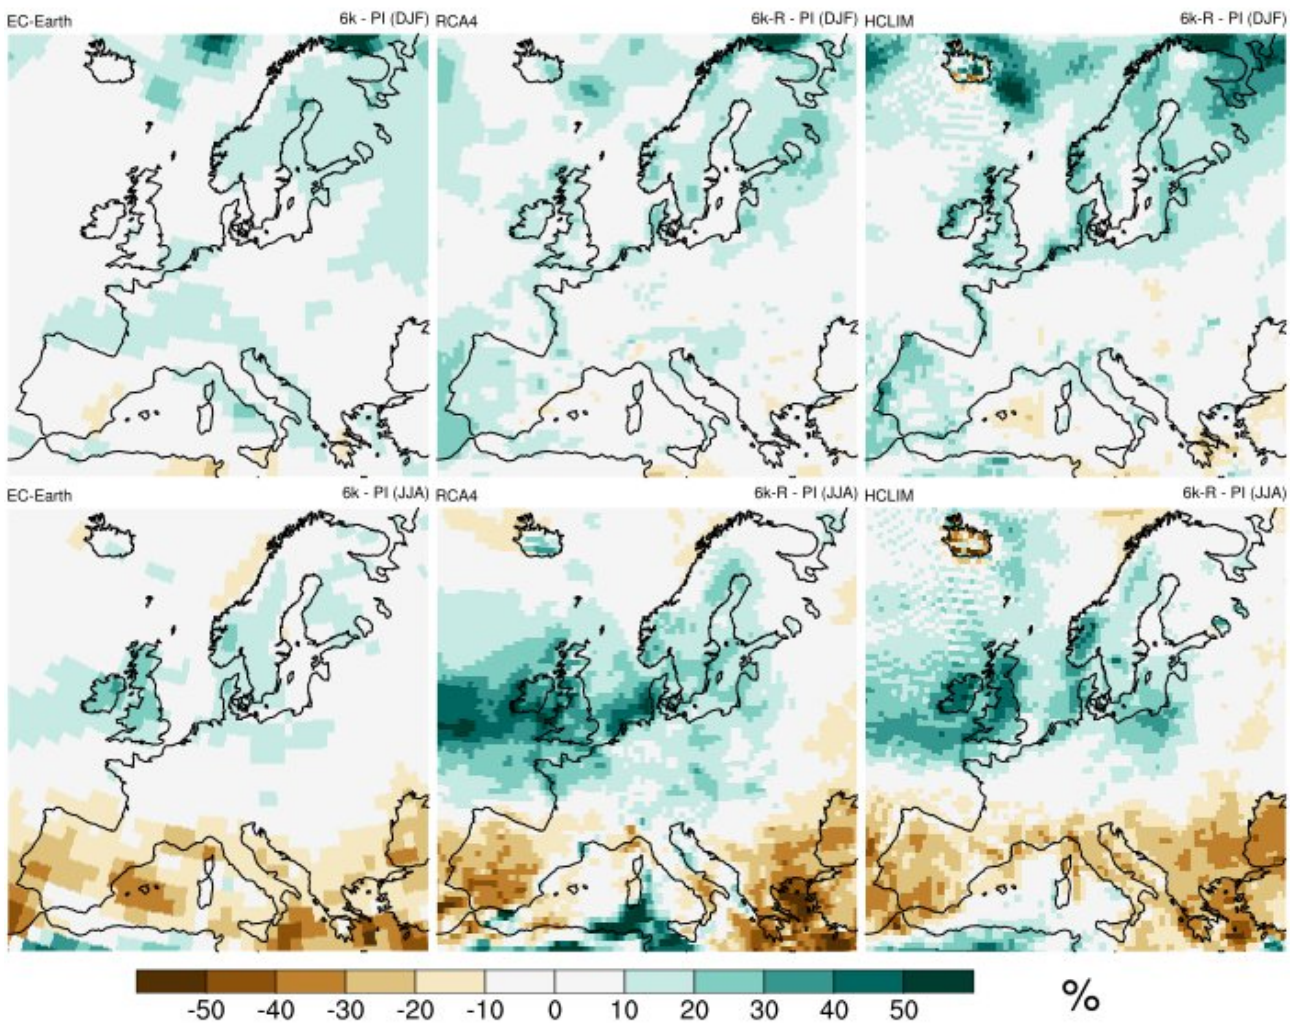 EC-Earth 6k - PI (DJF) RCA4 6k-R - PI (DJF) HCLIM 6k-R - PI (DJF)
EC-Earth 6k - PI (JJA) RCA4 6k-R - PI (JJA) HCLIM 6k-R - PI (JJA)
-50 -40 -30 -20 -10 0 10 20 30 40 50 %